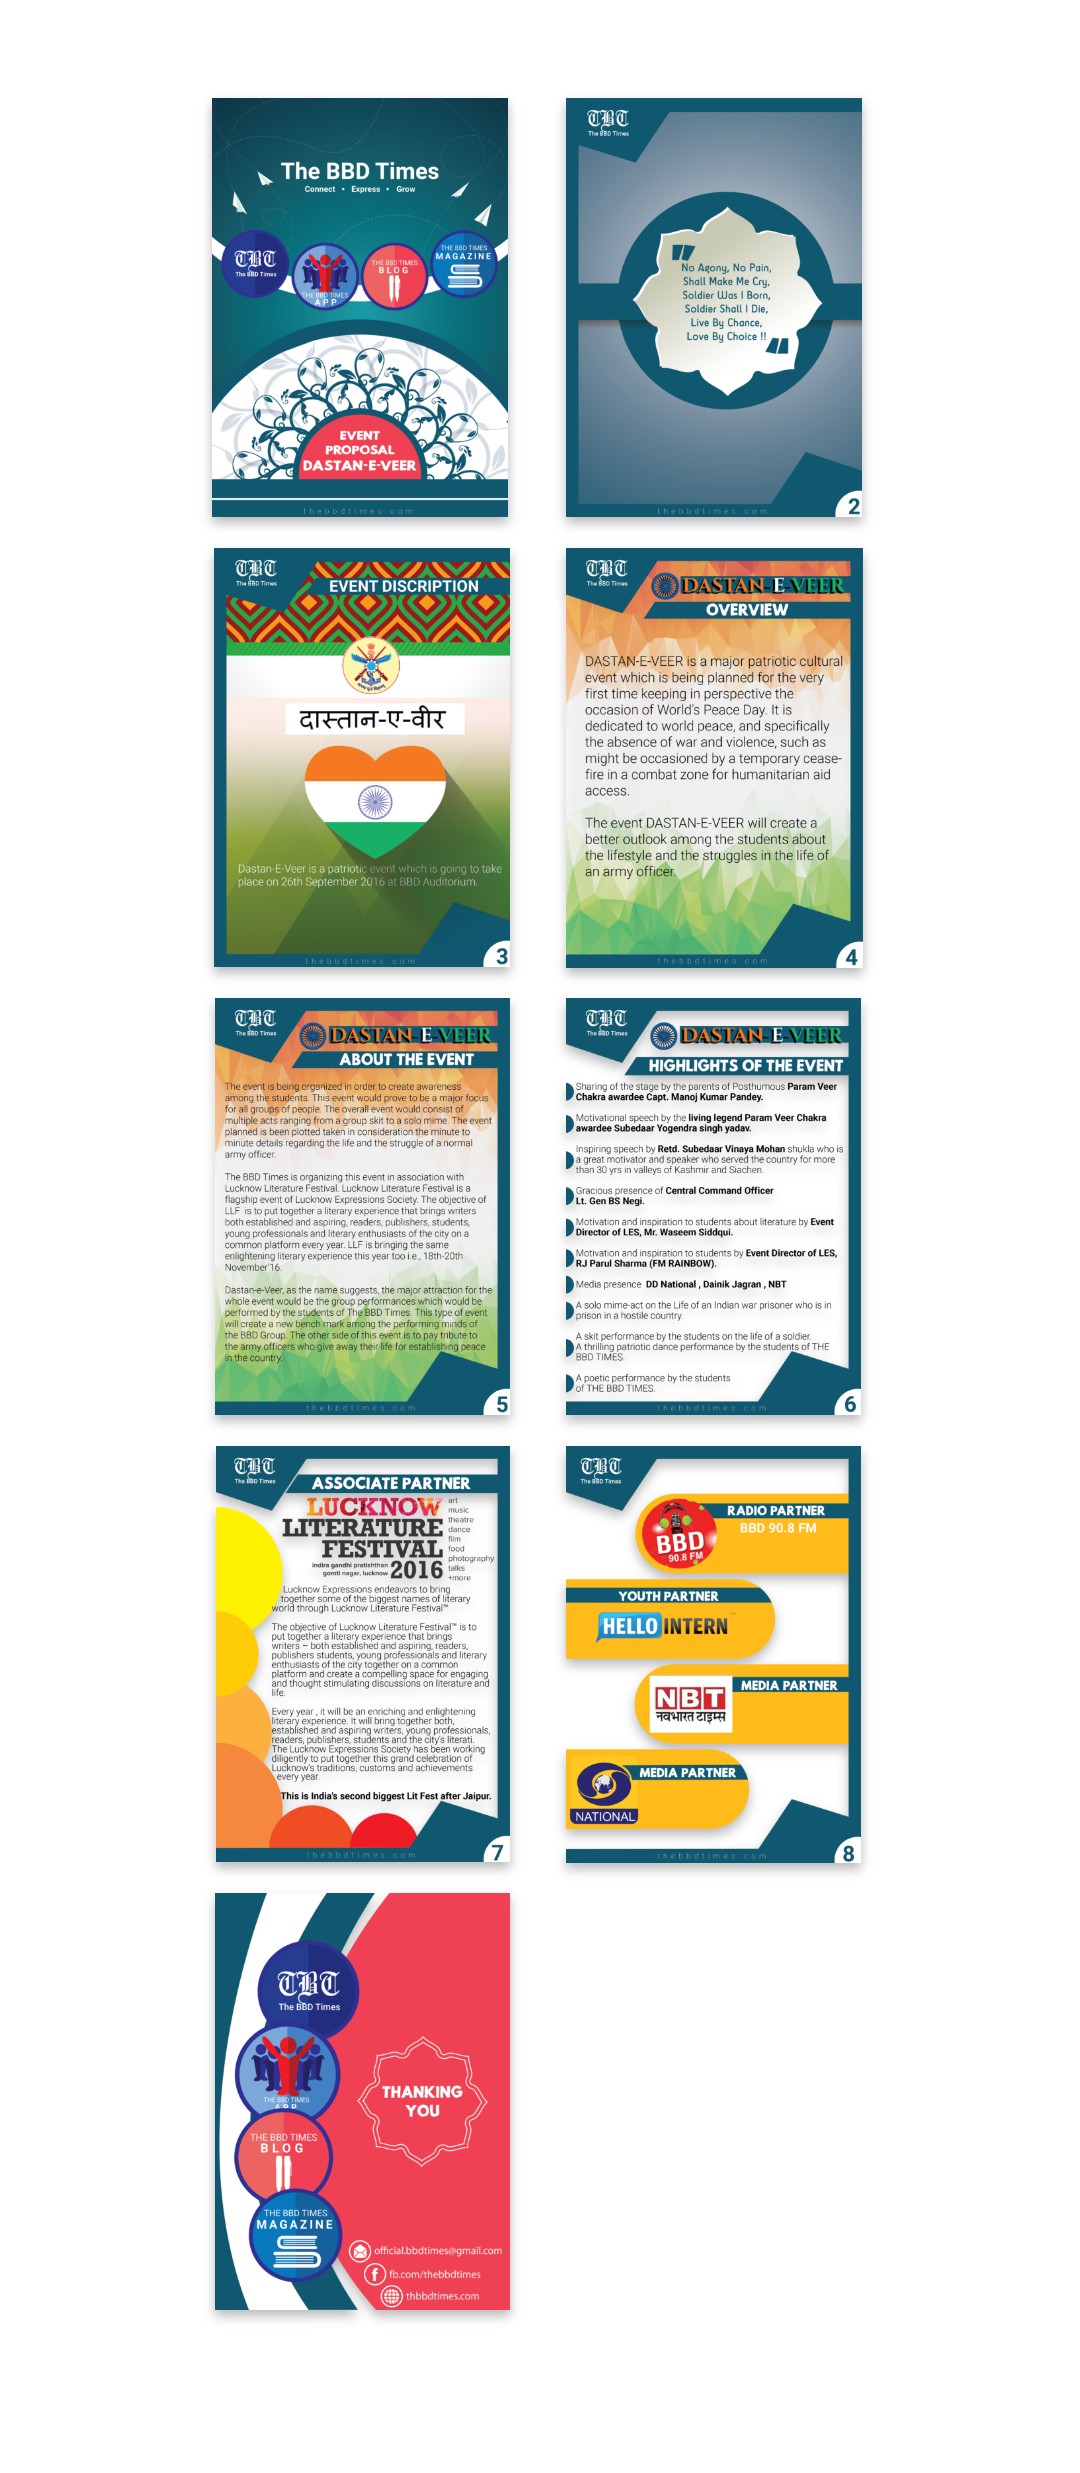 The BBD Times
Connect • Express • Grow
TBT
The BBD Times
THE BBD TIMES
APP
THE BBD TIMES
BLOG
THE BBD TIMES
MAGAZINE
EVENT
PROPOSAL
DASTAN-E-VEER
thebbdtimes.com
TBT
The BBD Times
No Agony, No Pain,
Shall Make Me Cry,
Soldier Was I Born,
Soldier Shall I Die,
Live By Chance,
Love By Choice !!
thebbdtimes.com
2
TBT
The BBD Times
EVENT DISCRIPTION
दास्तान-ए-वीर
Dastan-E-Veer is a patriotic event which is going to take
place on 26th September 2016 at BBD Auditorium.
thebbdtimes.com
3
TBT
The BBD Times
DASTAN-E-VEER
OVERVIEW
DASTAN-E-VEER is a major patriotic cultural
event which is being planned for the very
first time keeping in perspective the
occasion of World's Peace Day. It is
dedicated to world peace, and specifically
the absence of war and violence, such as
might be occasioned by a temporary cease-
fire in a combat zone for humanitarian aid
access.
The event DASTAN-E-VEER will create a
better outlook among the students about
the lifestyle and the struggles in the life of
an army officer.
thebbdtimes.com
4
TBT
The BBD Times
DASTAN-E-VEER
ABOUT THE EVENT
The event is being organized in order to create awareness
among the students. This event would prove to be a major focus
for all groups of people. The overall event would consist of
multiple acts ranging from a group skit to a solo mime. The event
planned is been plotted taken in consideration the minute to
minute details regarding the life and the struggle of a normal
army officer.
The BBD Times is organizing this event in association with
Lucknow Literature Festival. Lucknow Literature Festival is a
flagship event of Lucknow Expressions Society. The objective of
LLF is to put together a literary experience that brings writers
both established and aspiring, readers, publishers, students,
young professionals and literary enthusiasts of the city on a
common platform every year. LLF is bringing the same
enlightening literary experience this year too i.e., 18th-20th
November'16.
Dastan-e-Veer, as the name suggests, the major attraction for the
whole event would be the group performances which would be
performed by the students of The BBD Times. This type of event
will create a new bench mark among the performing minds of
the BBD Group. The other side of this event is to pay tribute to
the army officers who give away their life for establishing peace
in the country.
thebbdtimes.com
5
TBT
The BBD Times
DASTAN-E-VEER
HIGHLIGHTS OF THE EVENT
Sharing of the stage by the parents of Posthumous Param Veer
Chakra awardee Capt. Manoj Kumar Pandey.
Motivational speech by the living legend Param Veer Chakra
awardee Subedaar Yogendra singh yadav.
Inspiring speech by Retd. Subedaar Vinaya Mohan shukla who is
a great motivator and speaker who served the country for more
than 30 yrs in valleys of Kashmir and Siachen.
Gracious presence of Central Command Officer
Lt. Gen BS Negi.
Motivation and inspiration to students about literature by Event
Director of LES, Mr. Waseem Siddqui.
Motivation and inspiration to students by Event Director of LES,
RJ Parul Sharma (FM RAINBOW).
Media presence DD National , Dainik Jagran , NBT
A solo mime-act on the Life of an Indian war prisoner who is in
prison in a hostile country.
A skit performance by the students on the life of a soldier.
A thrilling patriotic dance performance by the students of THE
BBD TIMES.
A poetic performance by the students
of THE BBD TIMES.
thebbdtimes.com
6
TBT
The BBD Times
ASSOCIATE PARTNER
LUCKNOW
LITERATURE
FESTIVAL
indira gandhi pratishthan
gomti nagar, lucknow 2016
art
music
theatre
dance
film
food
photography
talks
+more
Lucknow Expressions endeavors to bring
together some of the biggest names of literary
world through Lucknow Literature Festival™
The objective of Lucknow Literature Festival™ is to
put together a literary experience that brings
writers – both established and aspiring, readers,
publishers students, young professionals and literary
enthusiasts of the city together on a common
platform and create a compelling space for engaging
and thought stimulating discussions on literature and
life.
Every year , it will be an enriching and enlightening
literary experience. It will bring together both,
established and aspiring writers, young professionals,
readers, publishers, students and the city's literati.
The Lucknow Expressions Society has been working
diligently to put together this grand celebration of
Lucknow's traditions, customs and achievements
every year.
This is India's second biggest Lit Fest after Jaipur.
thebbdtimes.com
7
TBT
The BBD Times
RADIO PARTNER
BBD 90.8 FM
BBD
90.8 FM
YOUTH PARTNER
HELLO INTERN
MEDIA PARTNER
NBT
नवभारत टाइम्स
MEDIA PARTNER
NATIONAL
thebbdtimes.com
8
TBT
The BBD Times
THE BBD TIMES
APP
THE BBD TIMES
BLOG
THE BBD TIMES
MAGAZINE
THANKING
YOU
official.bbdtimes@gmail.com
fb.com/thebbdtimes
thbbdtimes.com